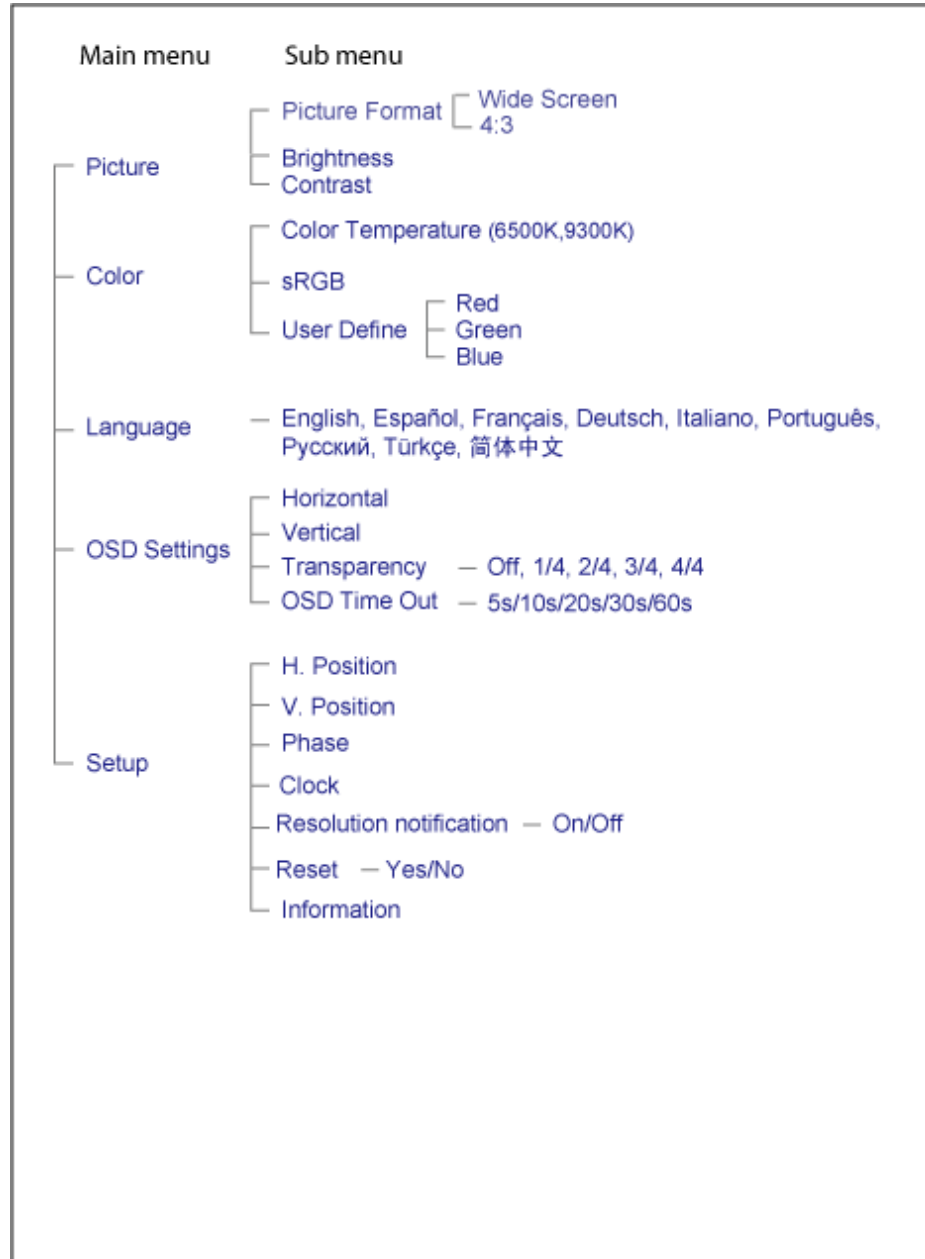 Main menu Sub menu
Picture Format Wide Screen
4:3
Picture Brightness
Contrast
Color Temperature (6500K,9300K)
Color sRGB
Red
User Define Green
Blue
Language English, Español, Français, Deutsch, Italiano, Português,
Русский, Türkçe, 简体中文
Horizontal
Vertical
OSD Settings Transparency – Off, 1/4, 2/4, 3/4, 4/4
OSD Time Out – 5s/10s/20s/30s/60s
H. Position
V. Position
Phase
Setup Clock
Resolution notification – On/Off
Reset – Yes/No
Information